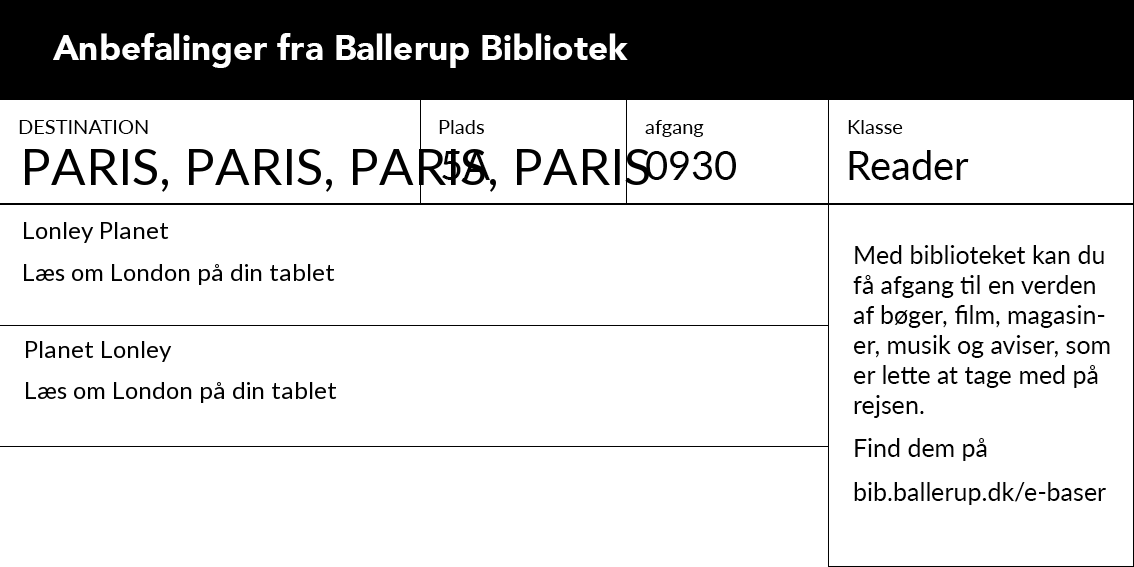 Anbefalinger fra Ballerup Bibliotek
DESTINATION Plads afgang Klasse
PARIS, PARIS, PARIS, PARIS 5A 0930 Reader
Lonley Planet
Læs om London på din tablet
Planet Lonley
Læs om London på din tablet
Med biblioteket kan du
få afgang til en verden
af bøger, film, magasin-
er, musik og aviser, som
er lette at tage med på
rejsen.
Find dem på
bib.ballerup.dk/e-baser